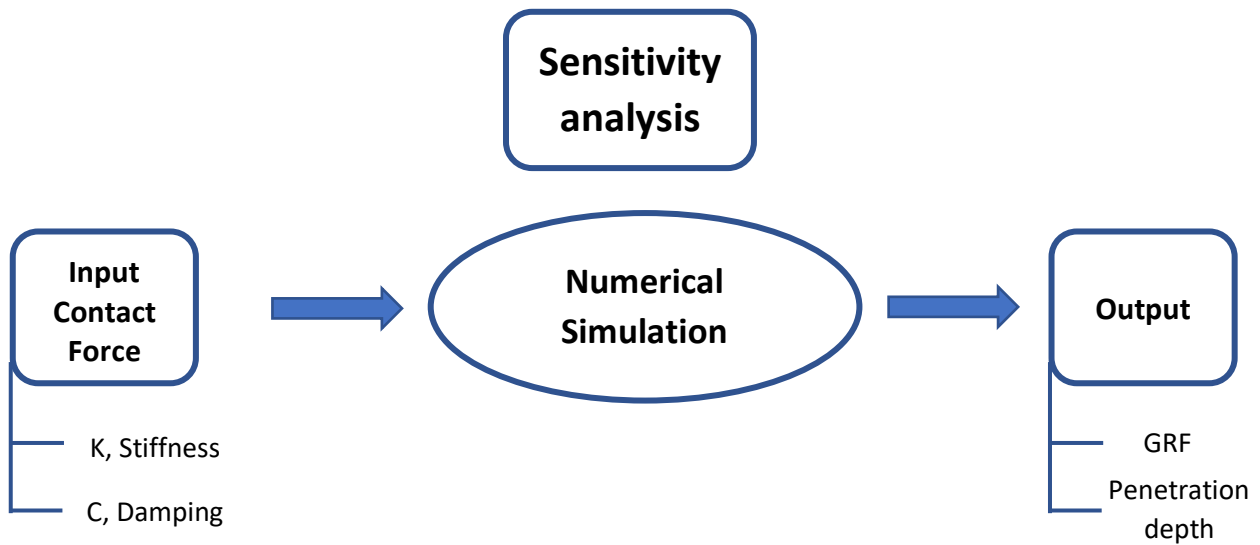 Sensitivity
analysis
Input
Contact
Force
Numerical
Simulation
Output
K, Stiffness
C, Damping
GRF
Penetration
depth